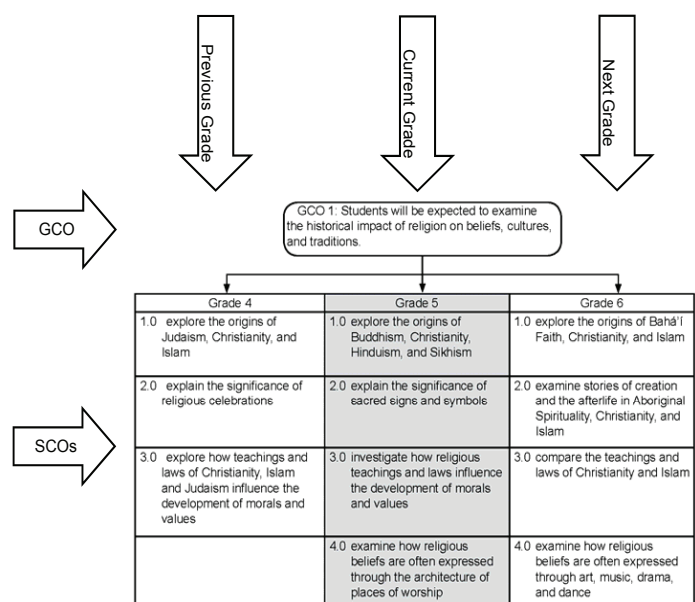 Previous Grade
Current Grade
Next Grade
GCO
GCO 1: Students will be expected to examine
the historical impact of religion on beliefs, cultures,
and traditions.
Grade 4
Grade 5
Grade 6
1.0 explore the origins of
Judaism, Christianity, and
Islam
1.0 explore the origins of
Buddhism, Christianity,
Hinduism, and Sikhism
1.0 explore the origins of Bahá'í
Faith, Christianity, and Islam
SCOs
2.0 explain the significance of
religious celebrations
2.0 explain the significance of
sacred signs and symbols
2.0 examine stories of creation
and the afterlife in Aboriginal
Spirituality, Christianity, and
Islam
3.0 explore how teachings and
laws of Christianity, Islam
and Judaism influence the
development of morals and
values
3.0 investigate how religious
teachings and laws influence
the development of morals
and values
3.0 compare the teachings and
laws of Christianity and Islam
4.0 examine how religious
beliefs are often expressed
through the architecture of
places of worship
4.0 examine how religious
beliefs are often expressed
through art, music, drama,
and dance